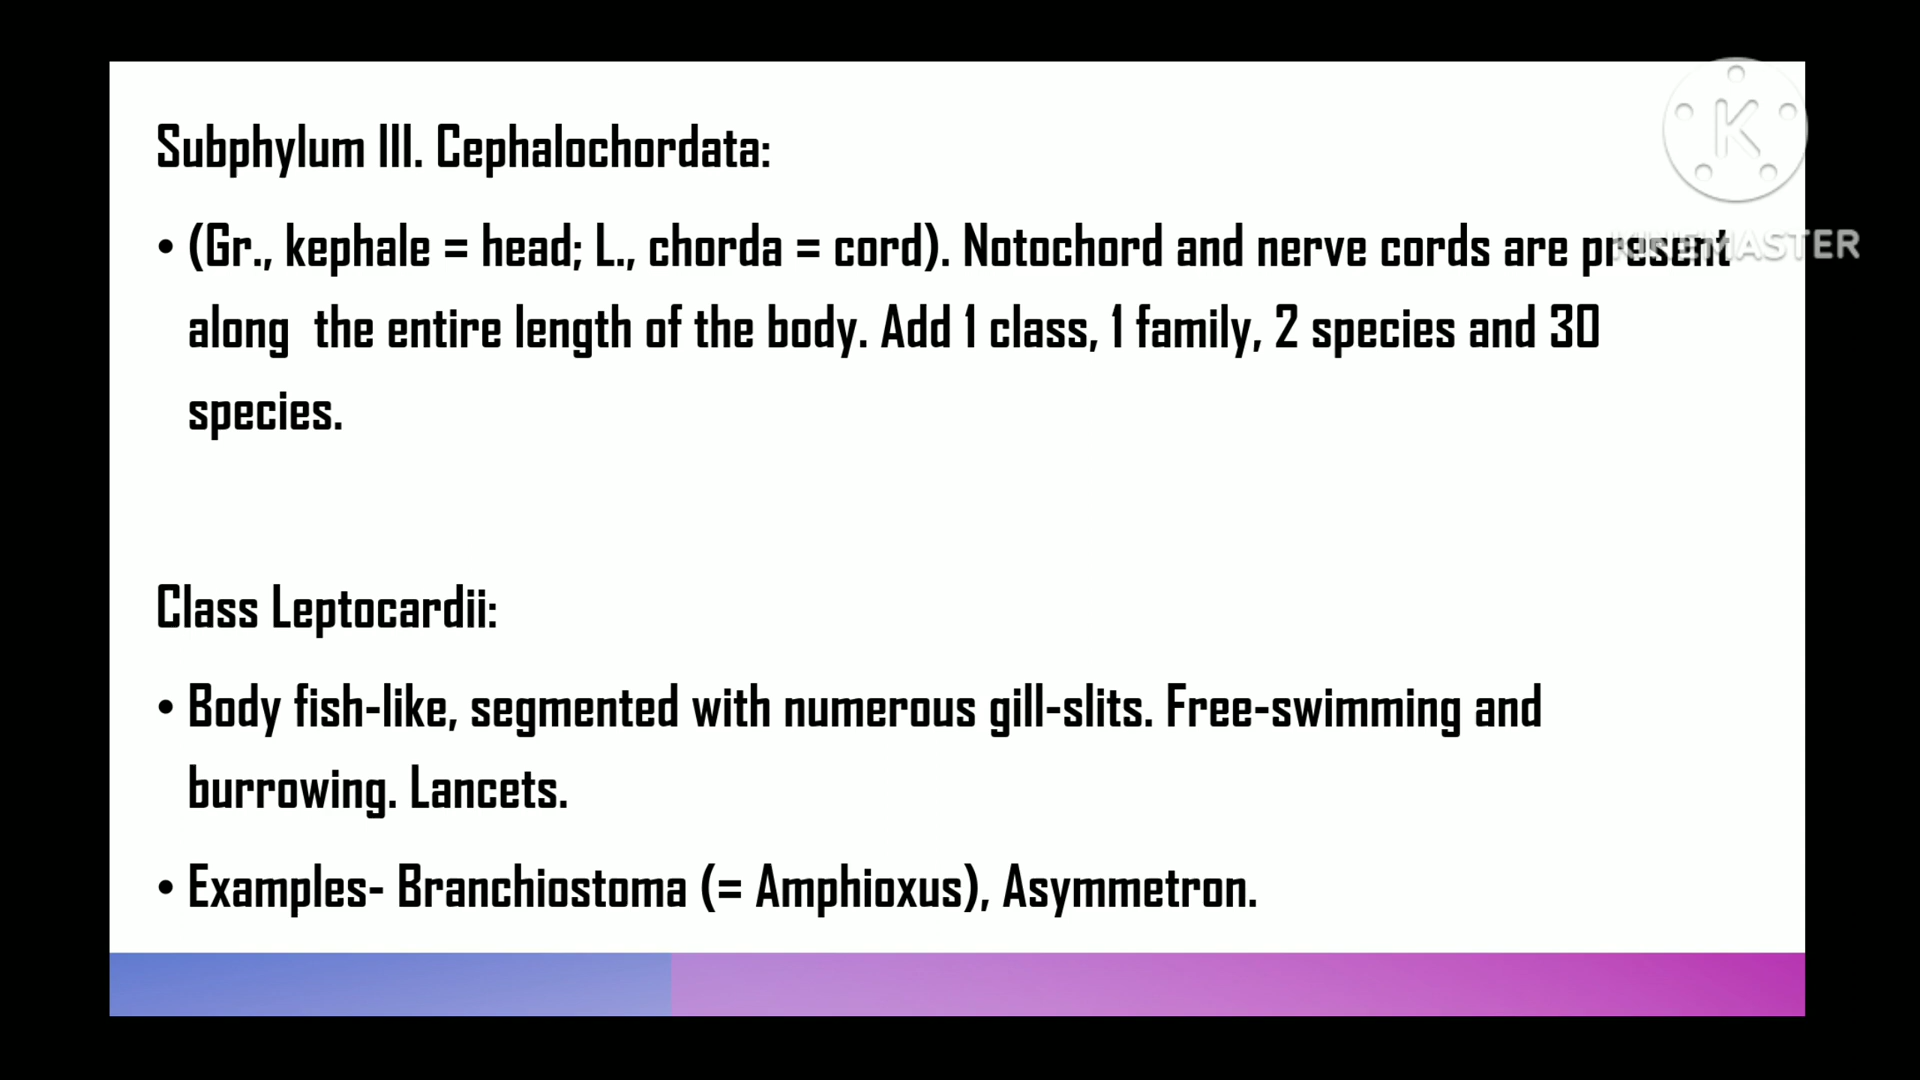 Subphylum III. Cephalochordata:
• (Gr., kephale = head; L., chorda = cord). Notochord and nerve cords are present
along the entire length of the body. Add 1 class, 1 family, 2 species and 30
species.
Class Leptocardii:
• Body fish-like, segmented with numerous gill-slits. Free-swimming and
burrowing. Lancets.
• Examples- Branchiostoma (= Amphioxus), Asymmetron.
K
KINEMASTER